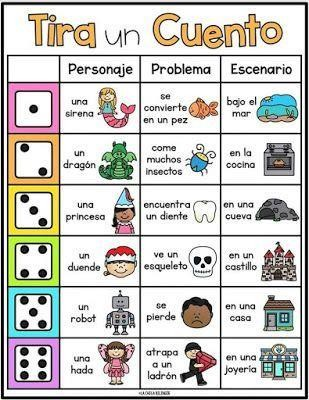 Tira un Cuento
Personaje Problema Escenario
una
sirena
se
convierte
en un pez
bajo el
mar
un
dragón
come
muchos
insectos
en la
cocina
una
princesa
encuentra
un diente
en una
cueva
un
duende
ve un
esqueleto
en un
castillo
un
robot
se
pierde
en una
casa
una
hada
atrapa
a un
ladrón
en una
joyería